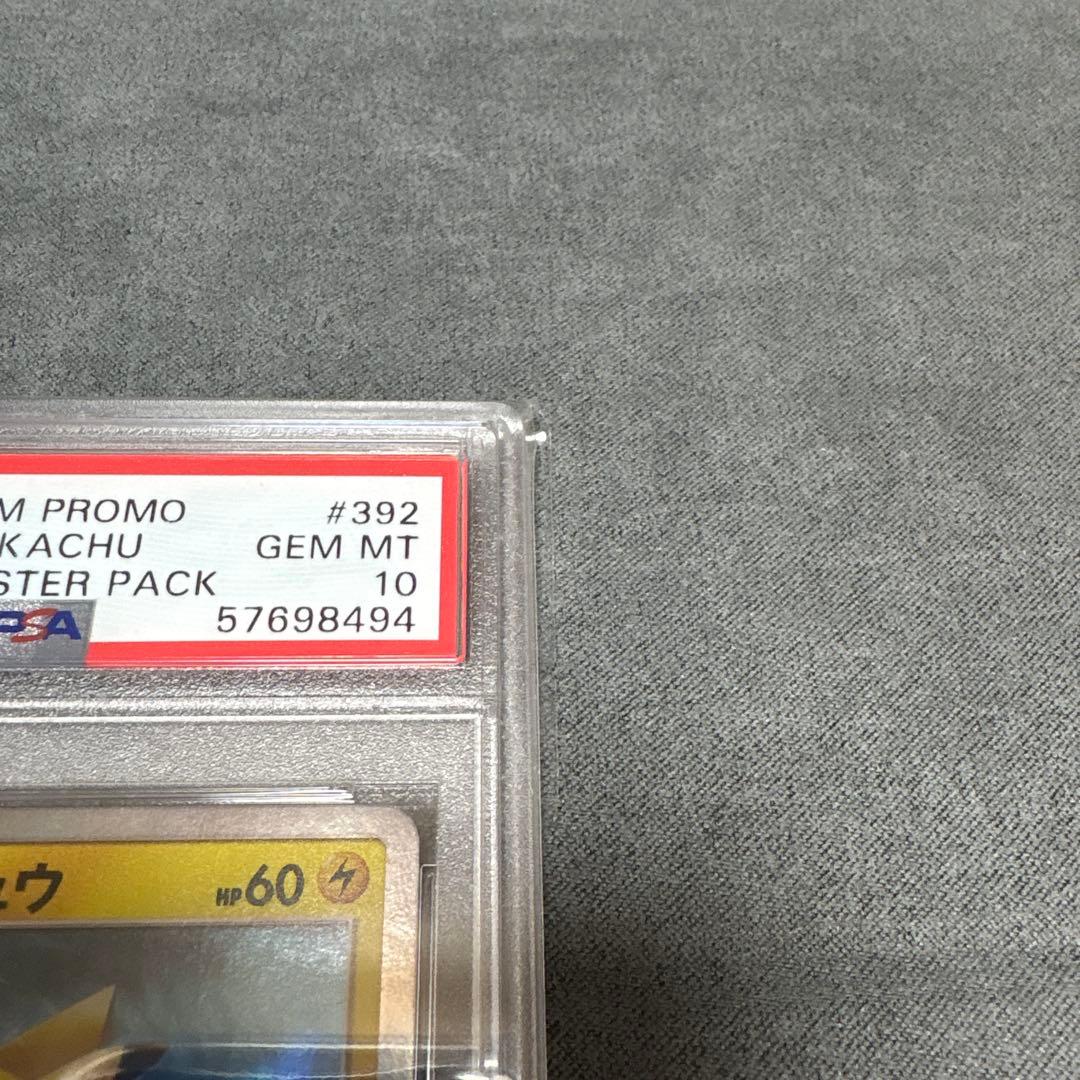 M PROMO #392
KACHU GEM MT
STER PACK 10
PSA 57698494
ュウ HP60